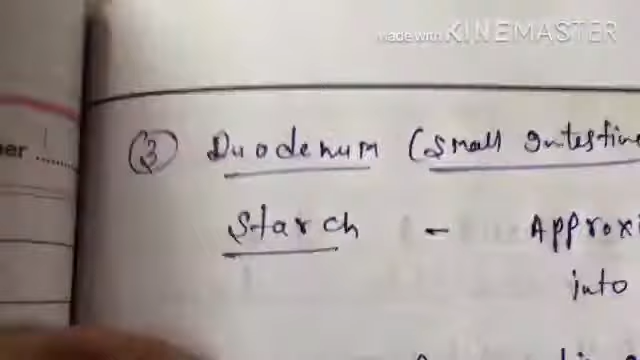 Made with KINEMASTER
③ Duodenum (Small Intestine
Starch - Approxi
into